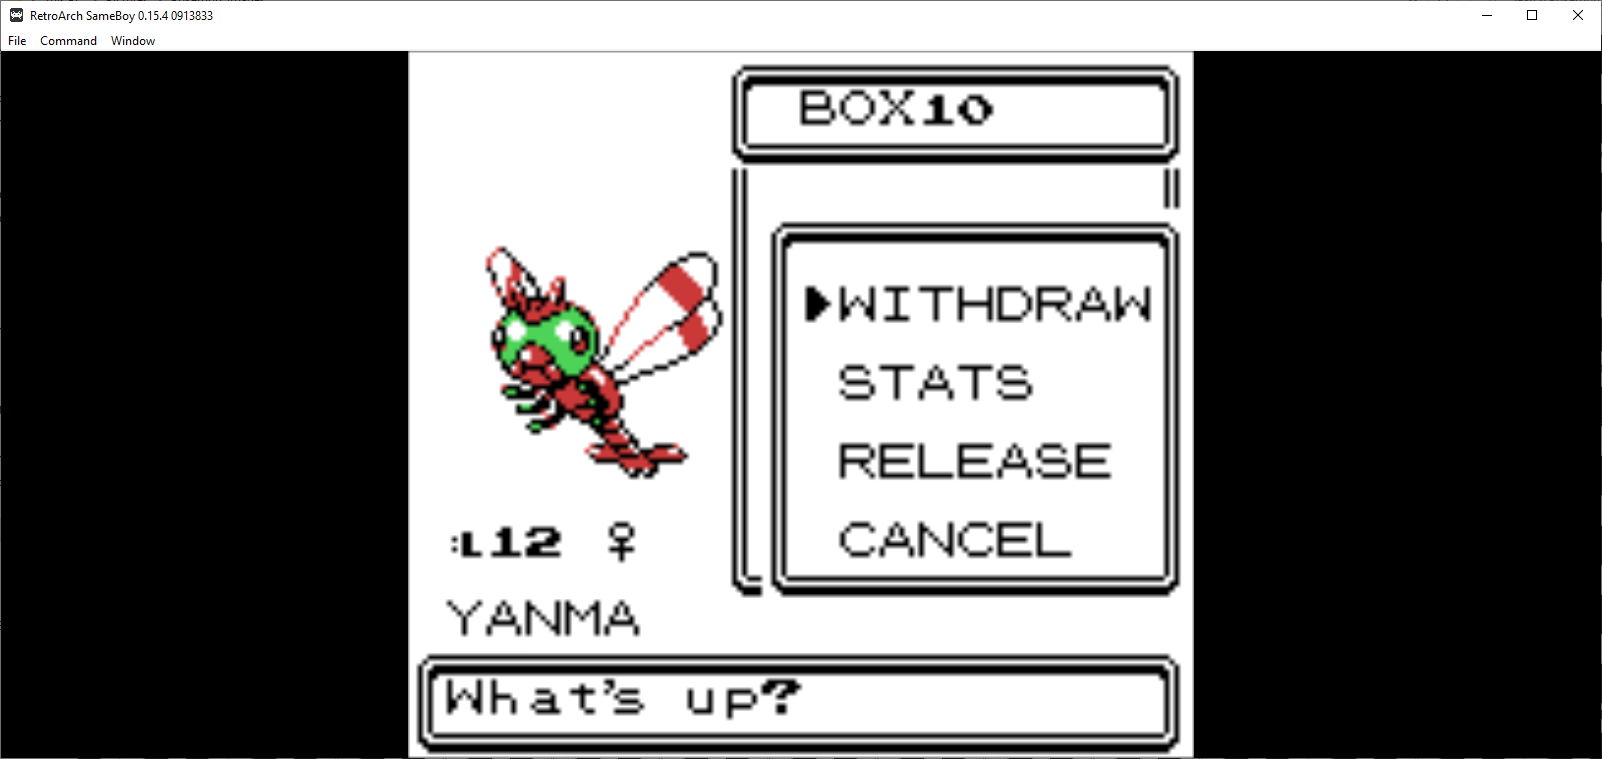 RetroArch SameBoy 0.15.4 0913833
File Command Window
BOX10
▶WITHDRAW
STATS
RELEASE
CANCEL
:L12 ♀
YANMA
What's up?